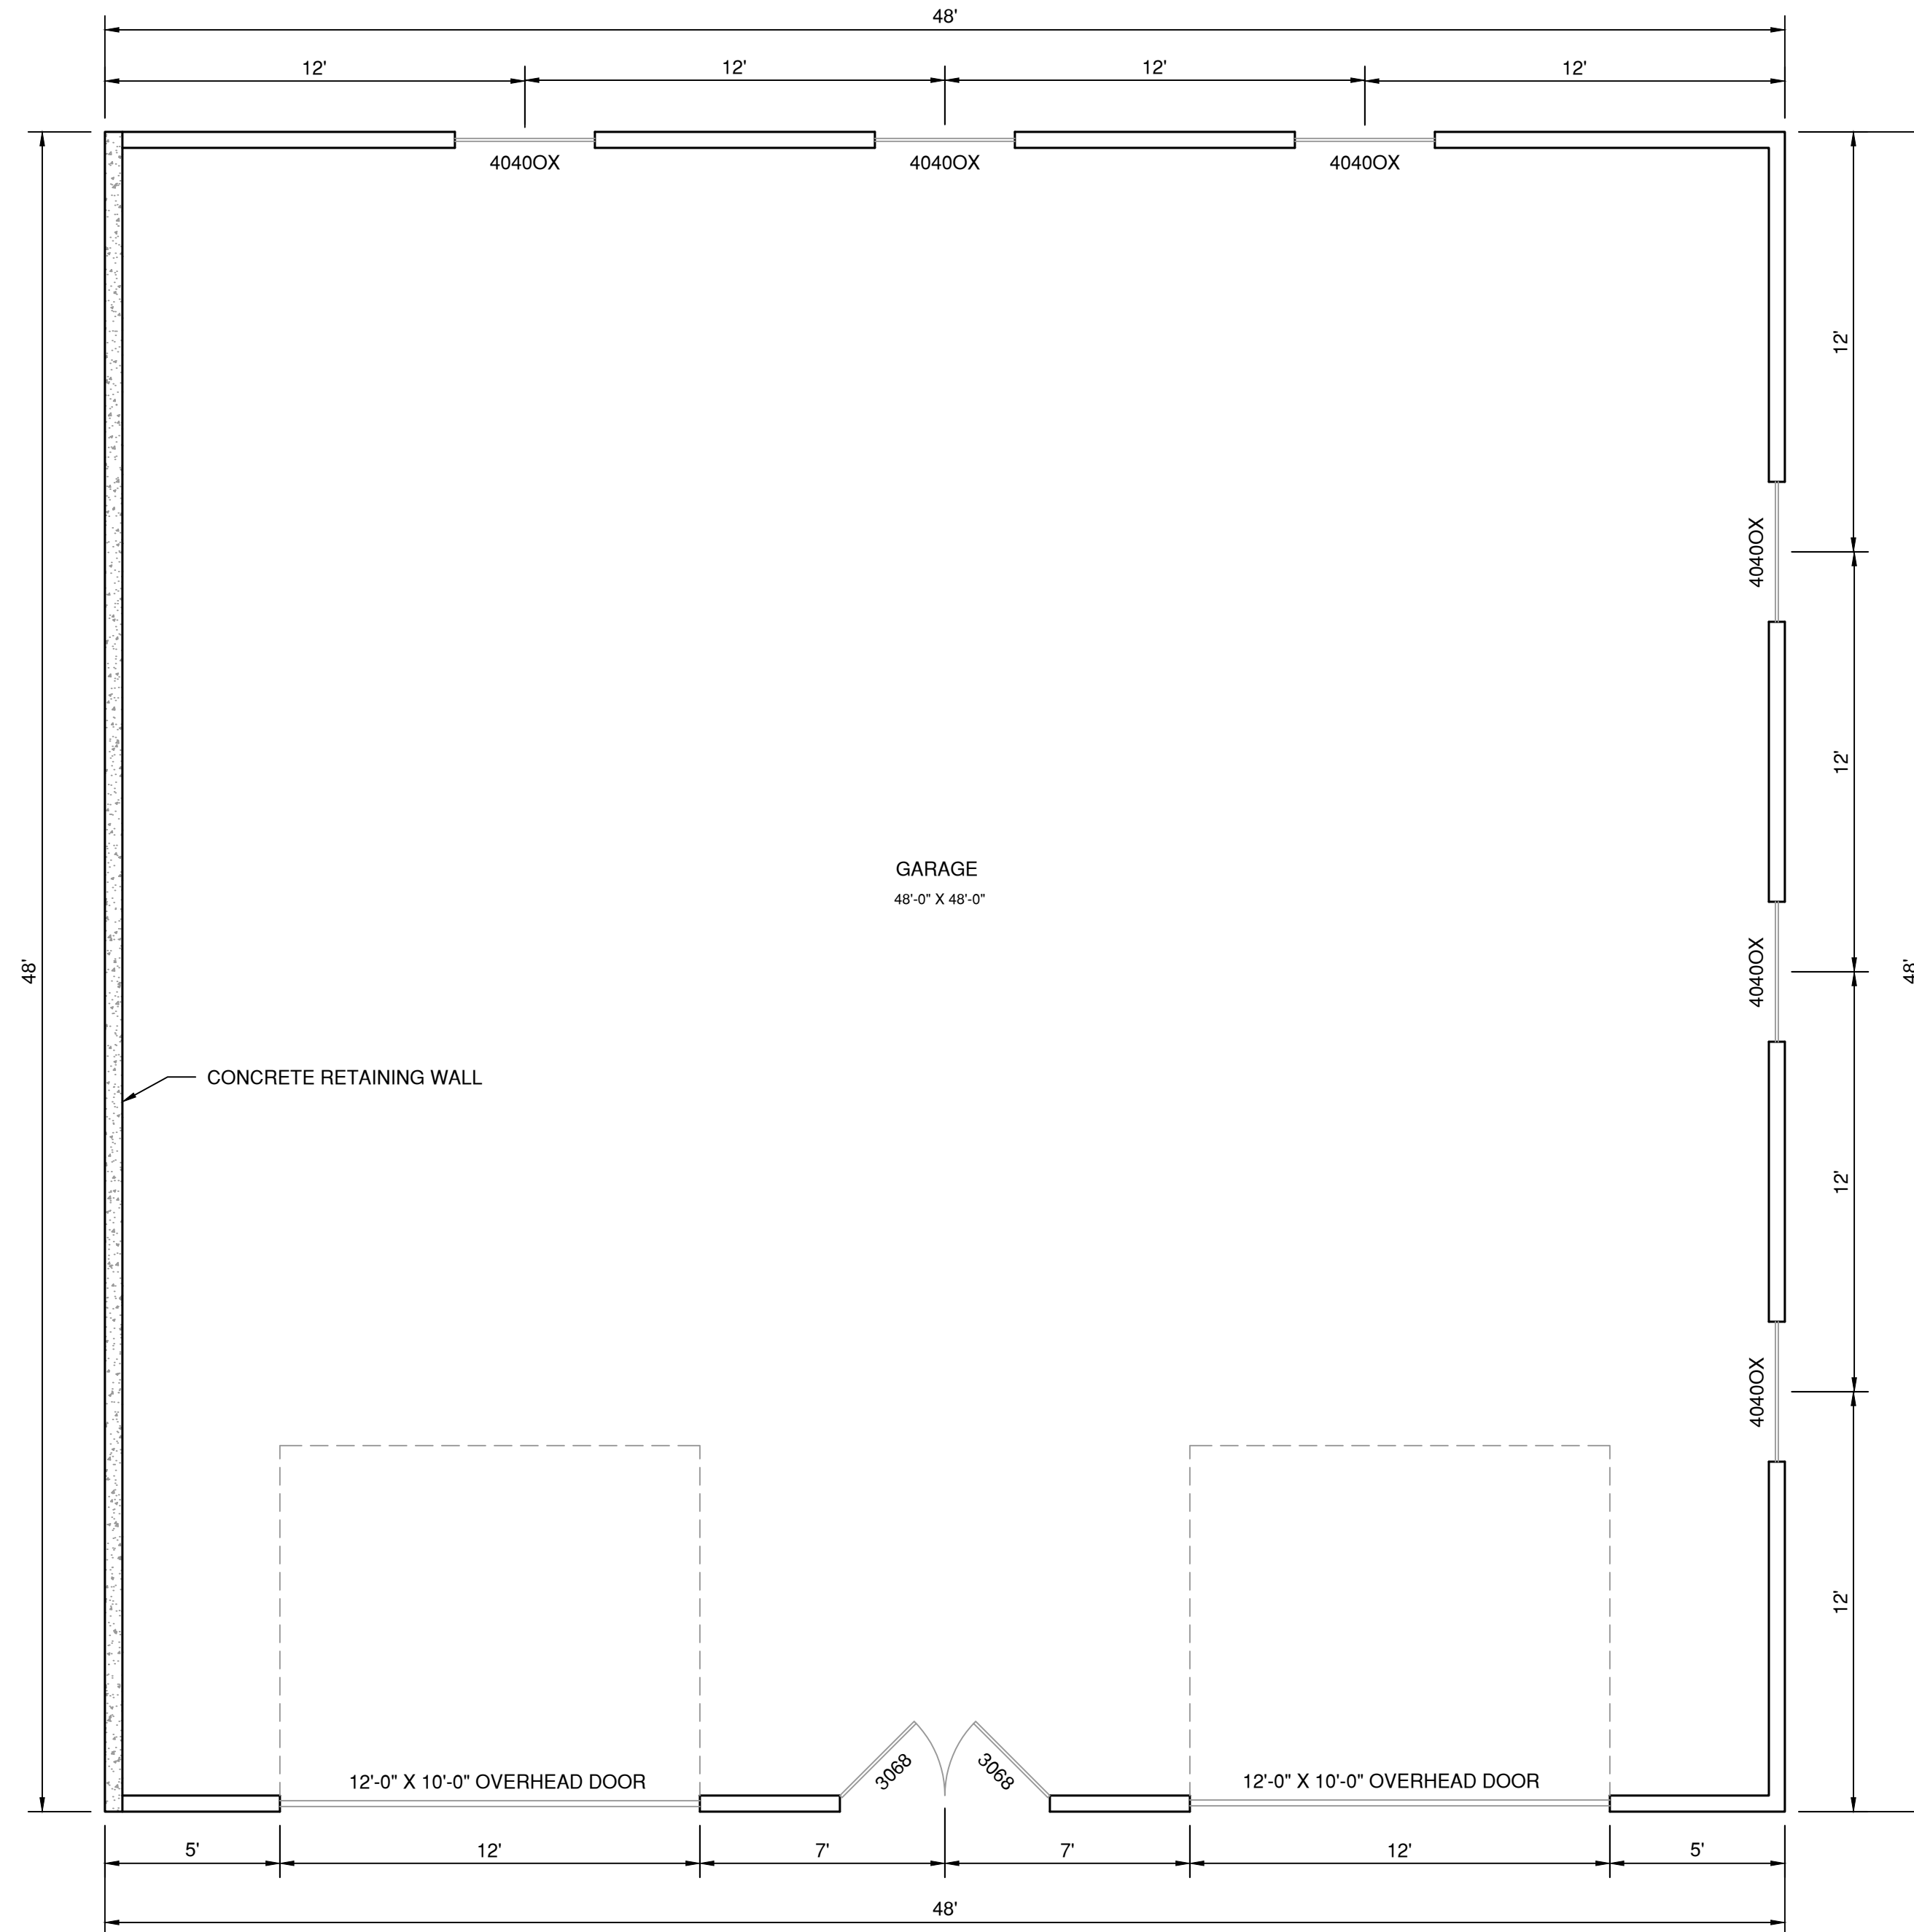 48'
12' 12' 12' 12'
4040OX 4040OX 4040OX
12'
4040OX
12'
GARAGE
48'-0" X 48'-0"
48'
4040OX
48'
CONCRETE RETAINING WALL
12'
4040OX
12'
3068 3068
12'-0" X 10'-0" OVERHEAD DOOR 12'-0" X 10'-0" OVERHEAD DOOR
5' 12' 7' 7' 12' 5'
48'